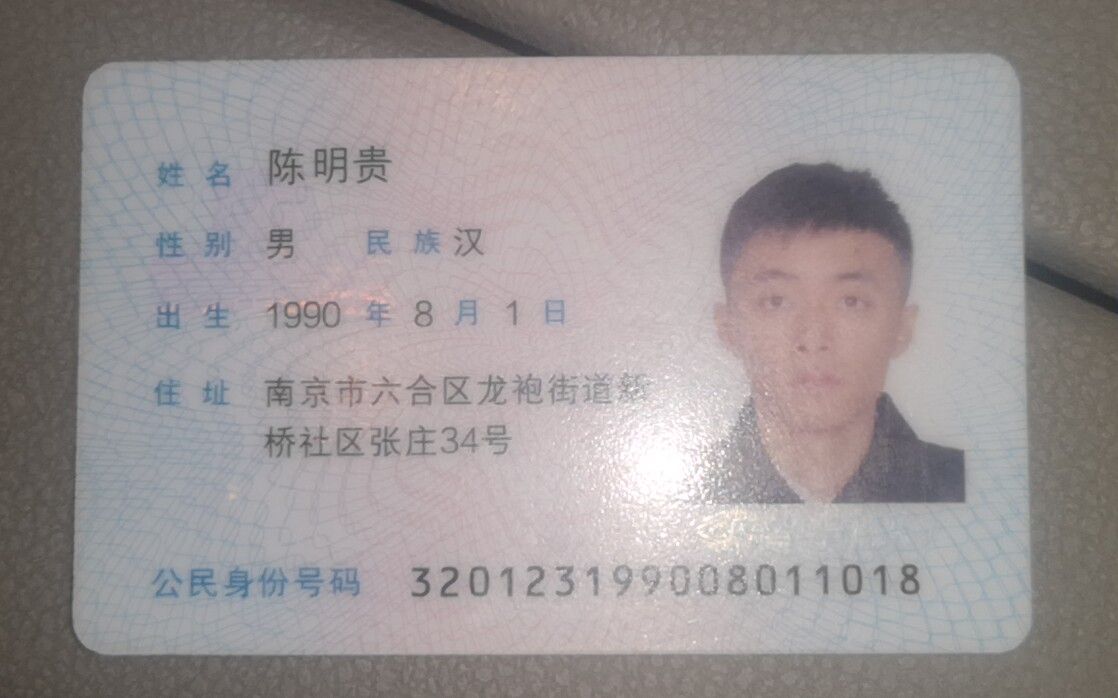 姓名 陈明贵
性别 男 民族 汉
出生 1990 年 8 月 1 日
住址 南京市六合区龙袍街道新
桥社区张庄34号
公民身份号码 320123199008011018